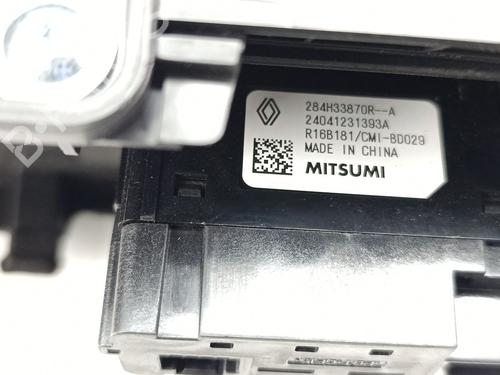 284H33870R--A
24041231393A
R16B181/CMI-BD029
MADE IN CHINA
MITSUMI